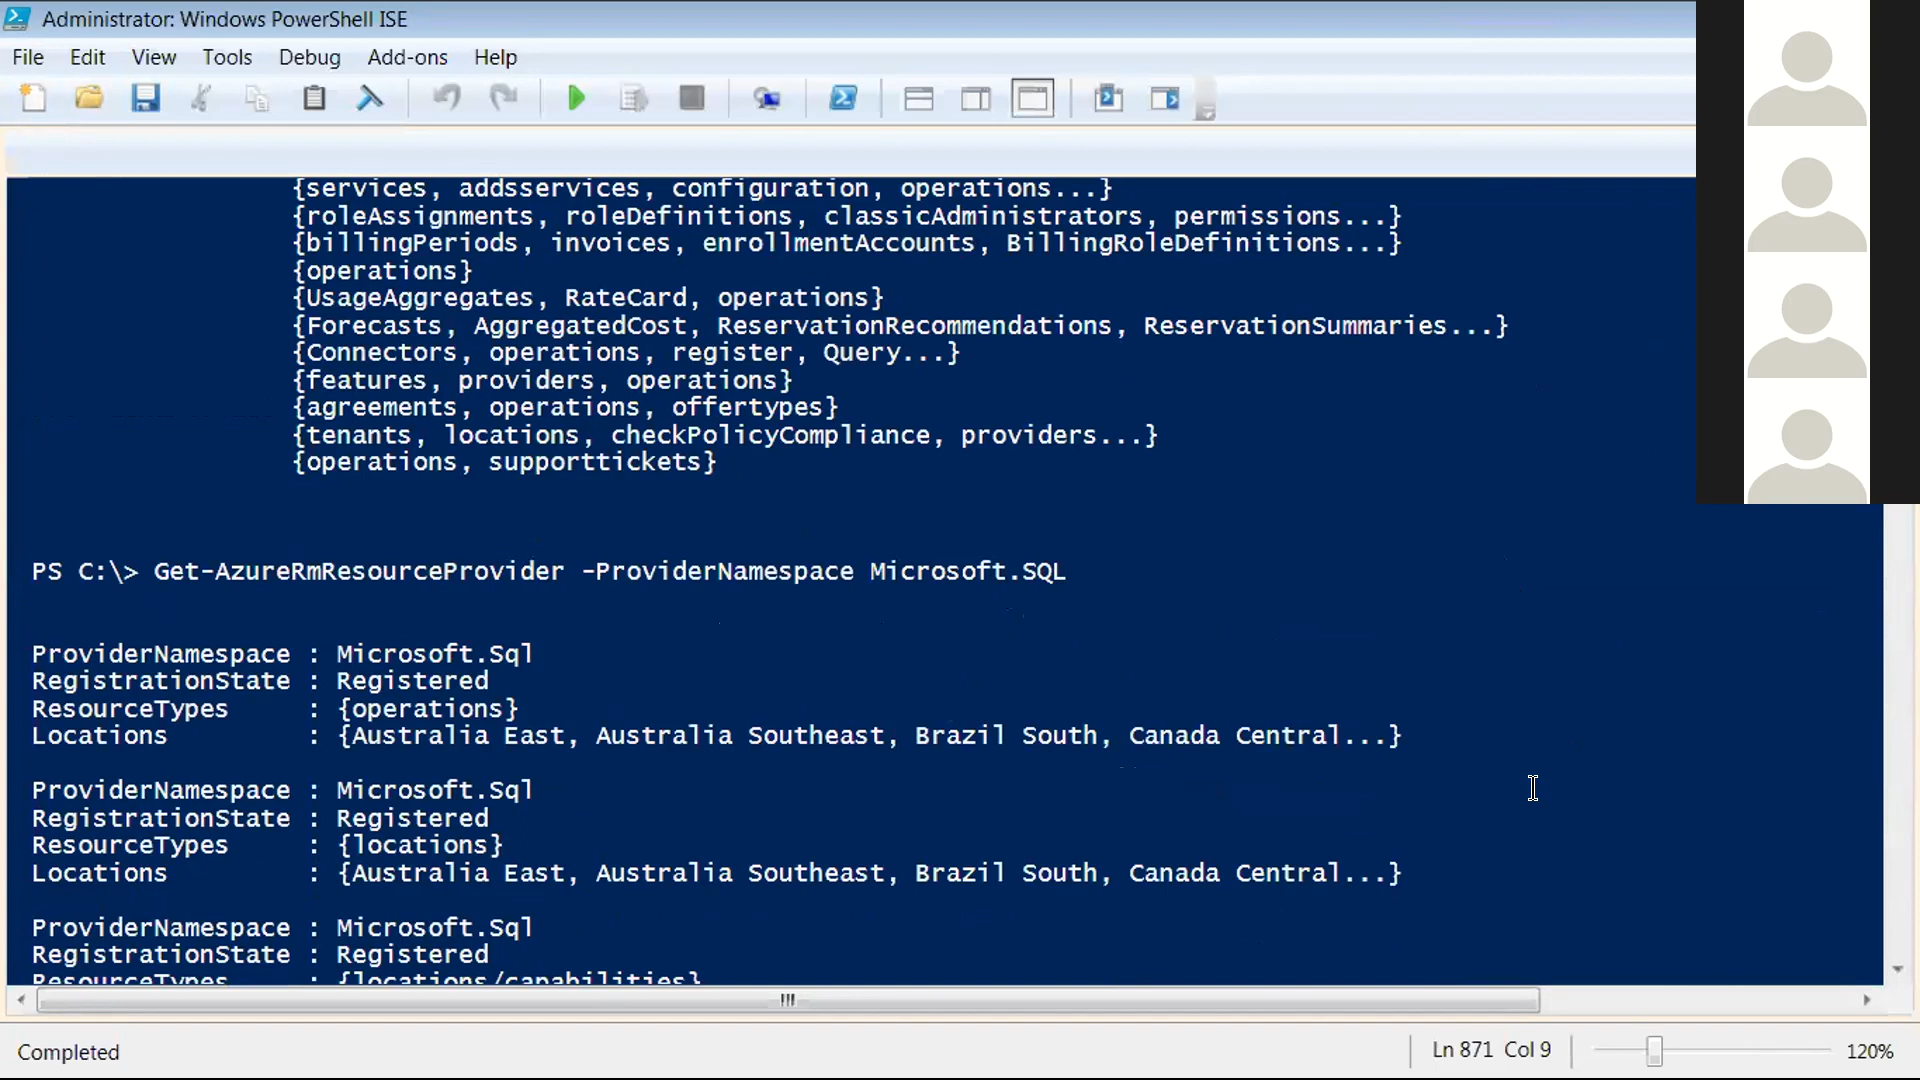 Administrator: Windows PowerShell ISE
File Edit View Tools Debug Add-ons Help
{services, addsservices, configuration, operations...}
{roleAssignments, roleDefinitions, classicAdministrators, permissions...}
{billingPeriods, invoices, enrollmentAccounts, BillingRoleDefinitions...}
{operations}
{UsageAggregates, RateCard, operations}
{Forecasts, AggregatedCost, ReservationRecommendations, ReservationSummaries...}
{Connectors, operations, register, Query...}
{features, providers, operations}
{agreements, operations, offertypes}
{tenants, locations, checkPolicyCompliance, providers...}
{operations, supporttickets}
PS C:\> Get-AzureRmResourceProvider -ProviderNamespace Microsoft.SQL
ProviderNamespace : Microsoft.Sql
RegistrationState : Registered
ResourceTypes     : {operations}
Locations         : {Australia East, Australia Southeast, Brazil South, Canada Central...}
ProviderNamespace : Microsoft.Sql
RegistrationState : Registered
ResourceTypes     : {locations}
Locations         : {Australia East, Australia Southeast, Brazil South, Canada Central...}
ProviderNamespace : Microsoft.Sql
RegistrationState : Registered
ResourceTypes     : {locations/capabilities}
Completed
Ln 871 Col 9
120%